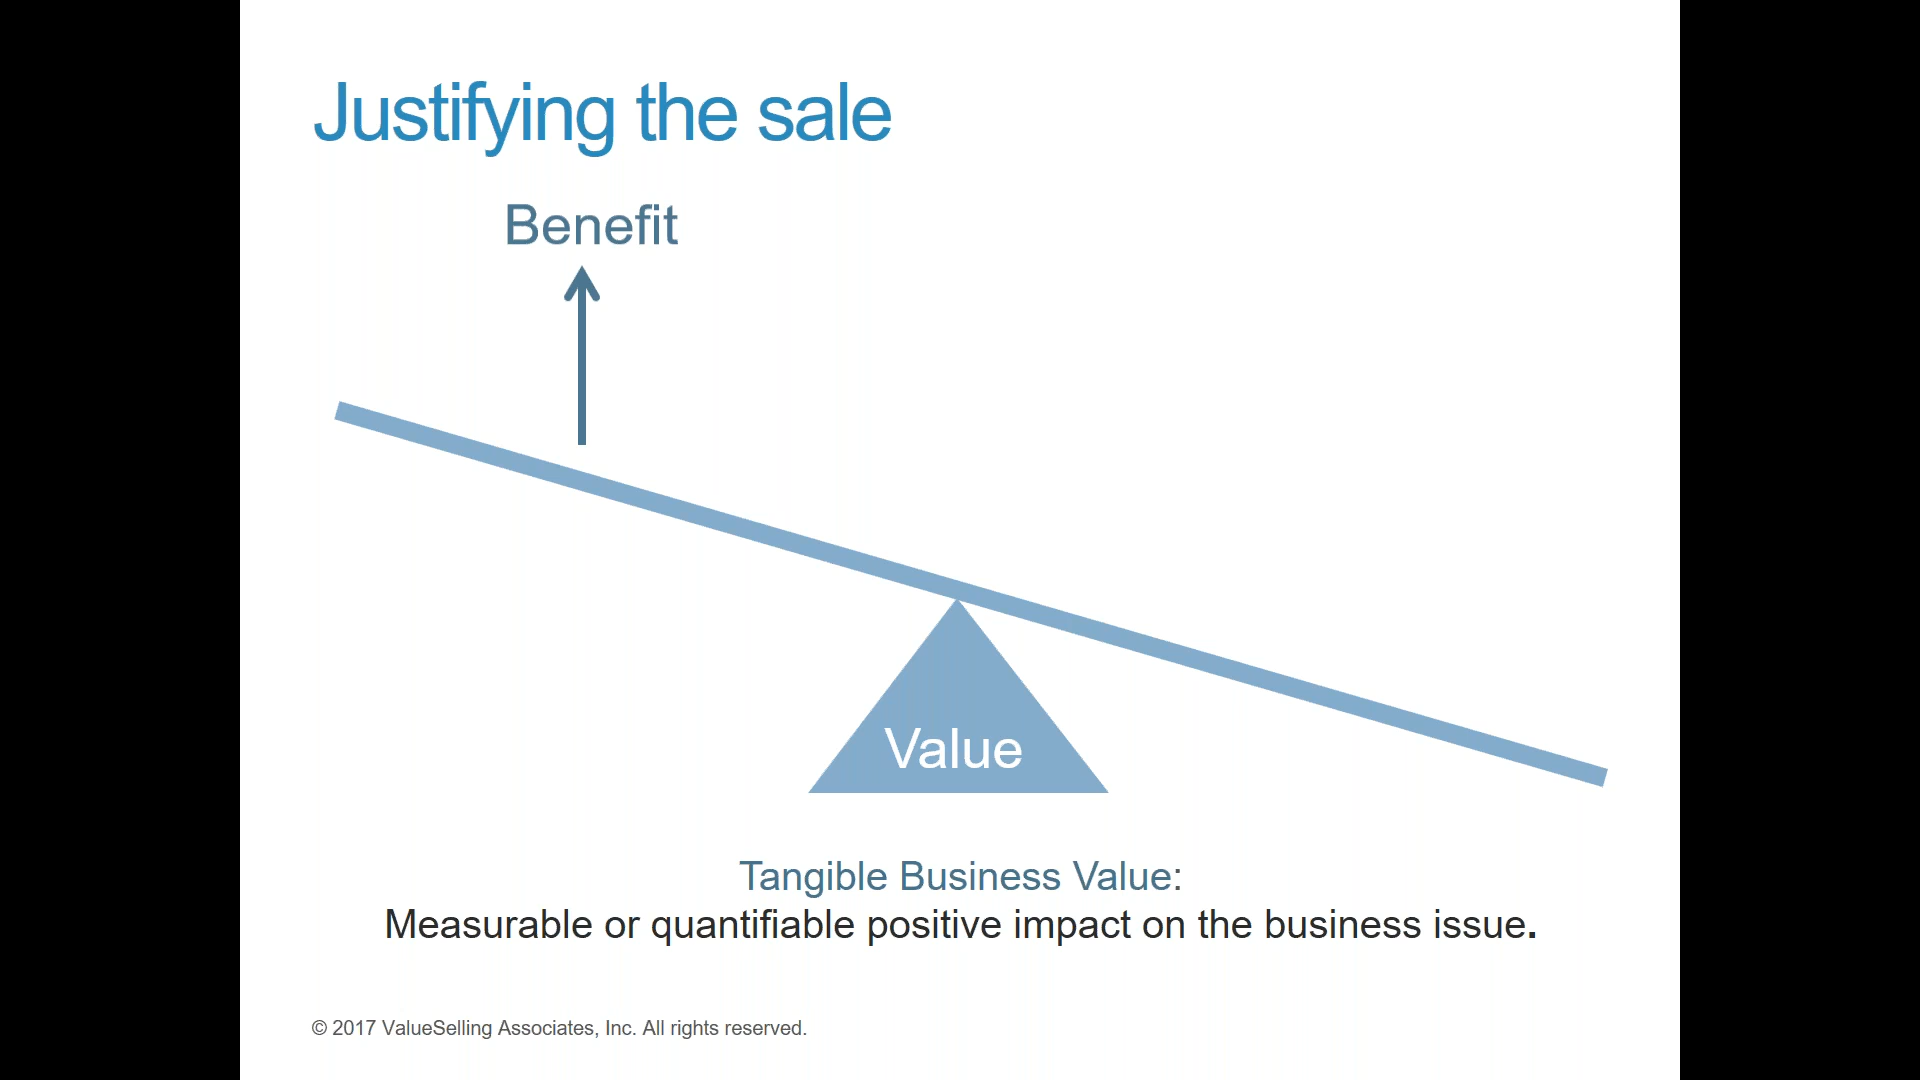 Justifying the sale
Benefit
Value
Tangible Business Value:
Measurable or quantifiable positive impact on the business issue.
© 2017 ValueSelling Associates, Inc. All rights reserved.